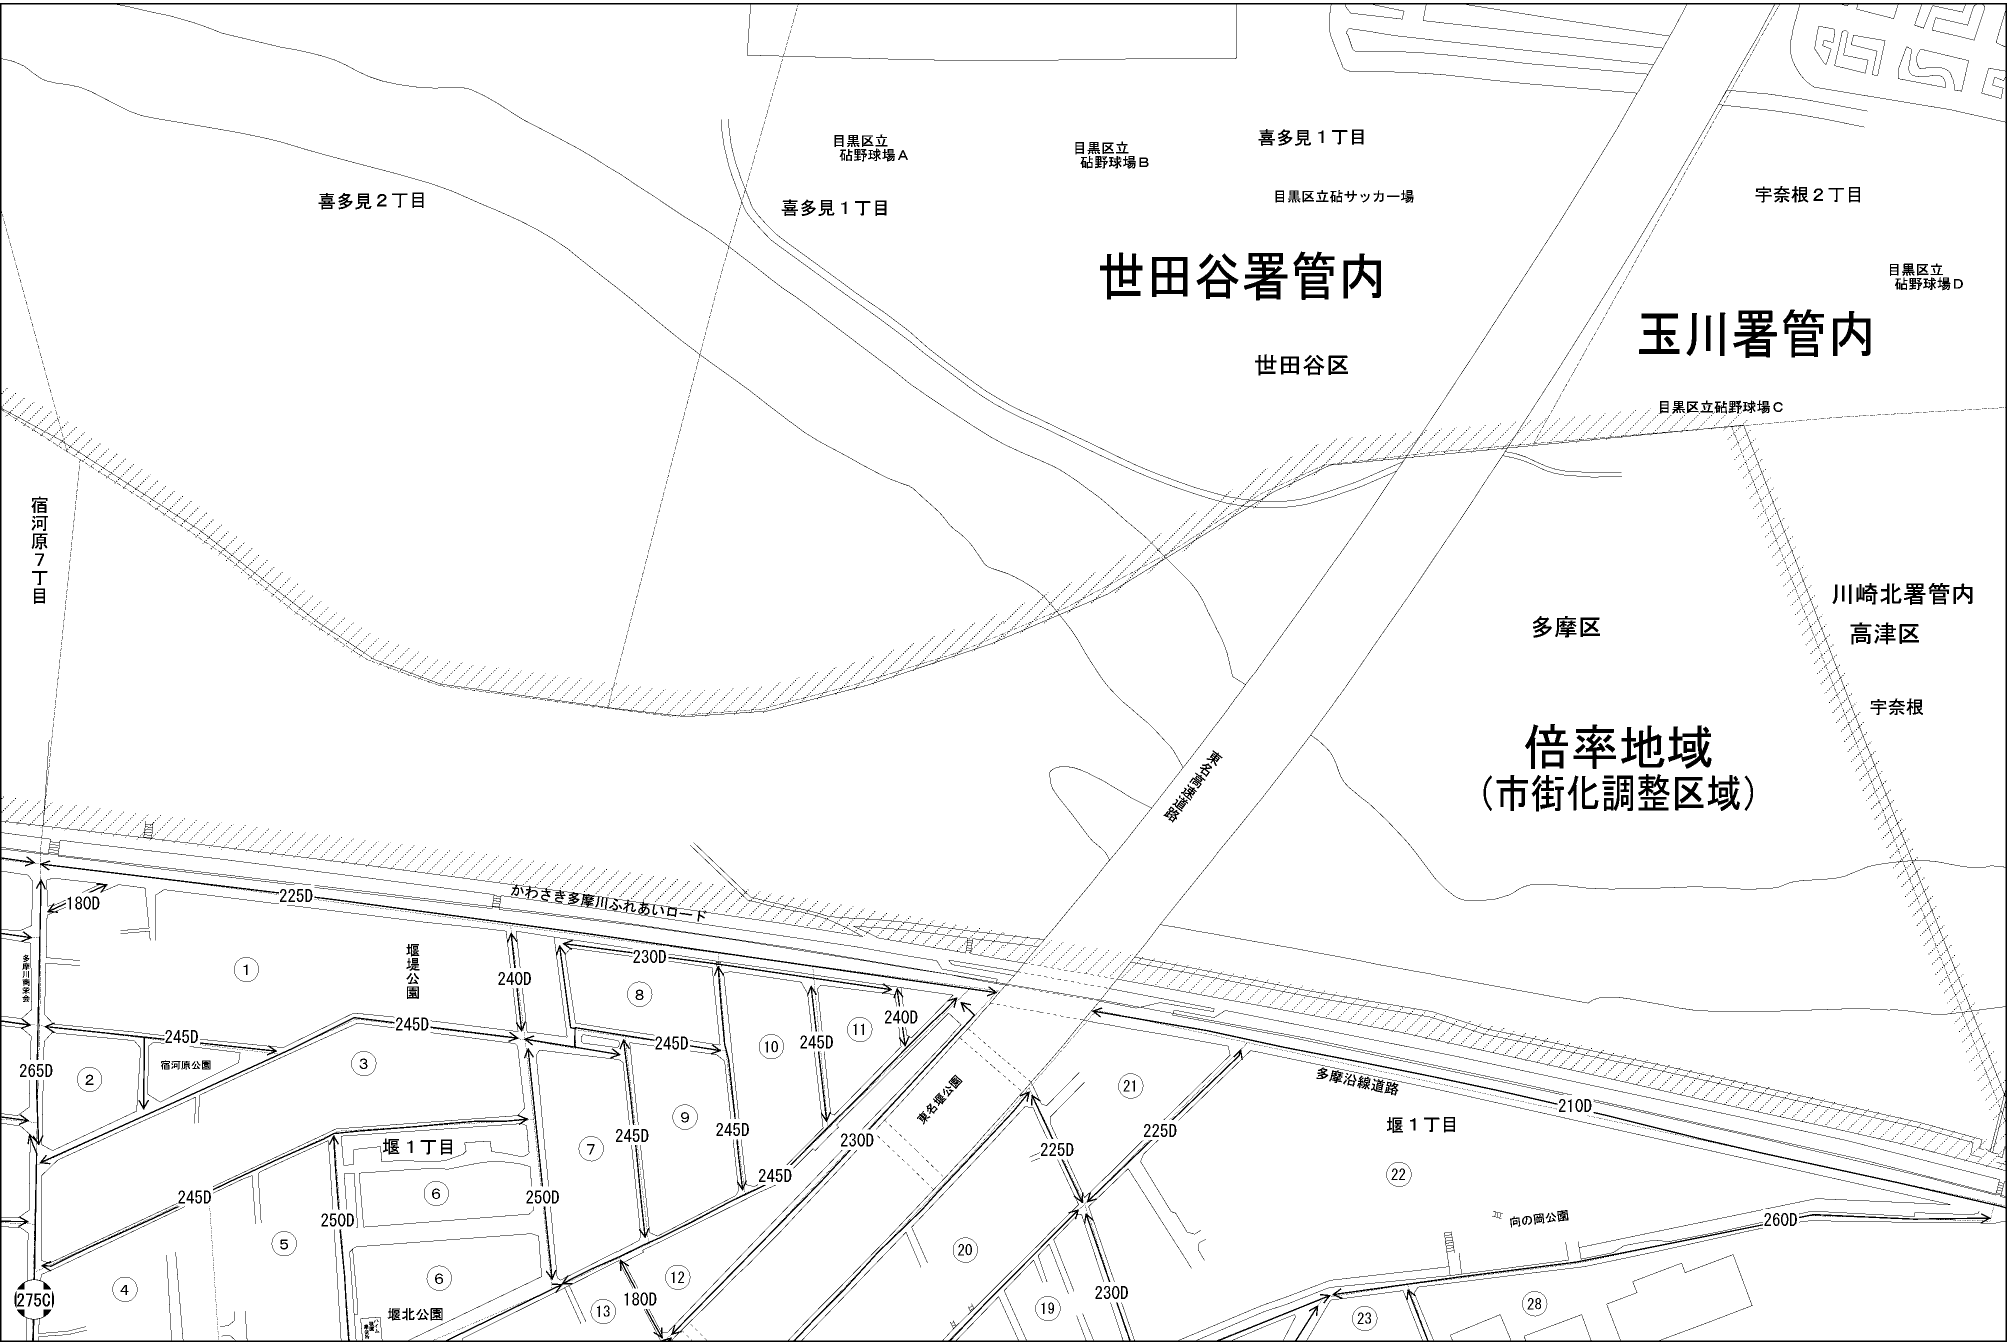 目黒区立
砧野球場A
目黒区立
砧野球場B
喜多見1丁目
喜多見2丁目
喜多見1丁目
目黒区立砧サッカー場
宇奈根2丁目
世田谷署管内
目黒区立
砧野球場D
玉川署管内
世田谷区
目黒区立砧野球場C
宿河原7丁目
川崎北署管内
高津区
多摩区
宇奈根
倍率地域
(市街化調整区域)
東名高速道路
180D
225D
かわさき多摩川ふれあいロード
多摩川商栄会
1
堰堤公園
240D
230D
8
245D
245D
265D
2
宿河原公園
3
245D
10
245D
11
240D
9
245D
245D
7
東名堰公園
230D
21
多摩沿線道路
210D
堰1丁目
225D
225D
22
堰1丁目
245D
6
250D
250D
245D
5
4
6
堰北公園
275C
12
13
180D
20
19
230D
向の岡公園
260D
23
28